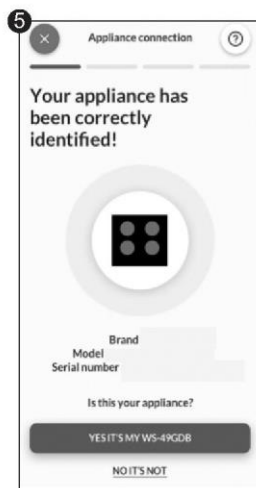 5
Appliance connection
?
Your appliance has
been correctly
identified!
Brand
Model
Serial number
Is this your appliance?
YES IT'S MY WS-49GDB
NO IT'S NOT